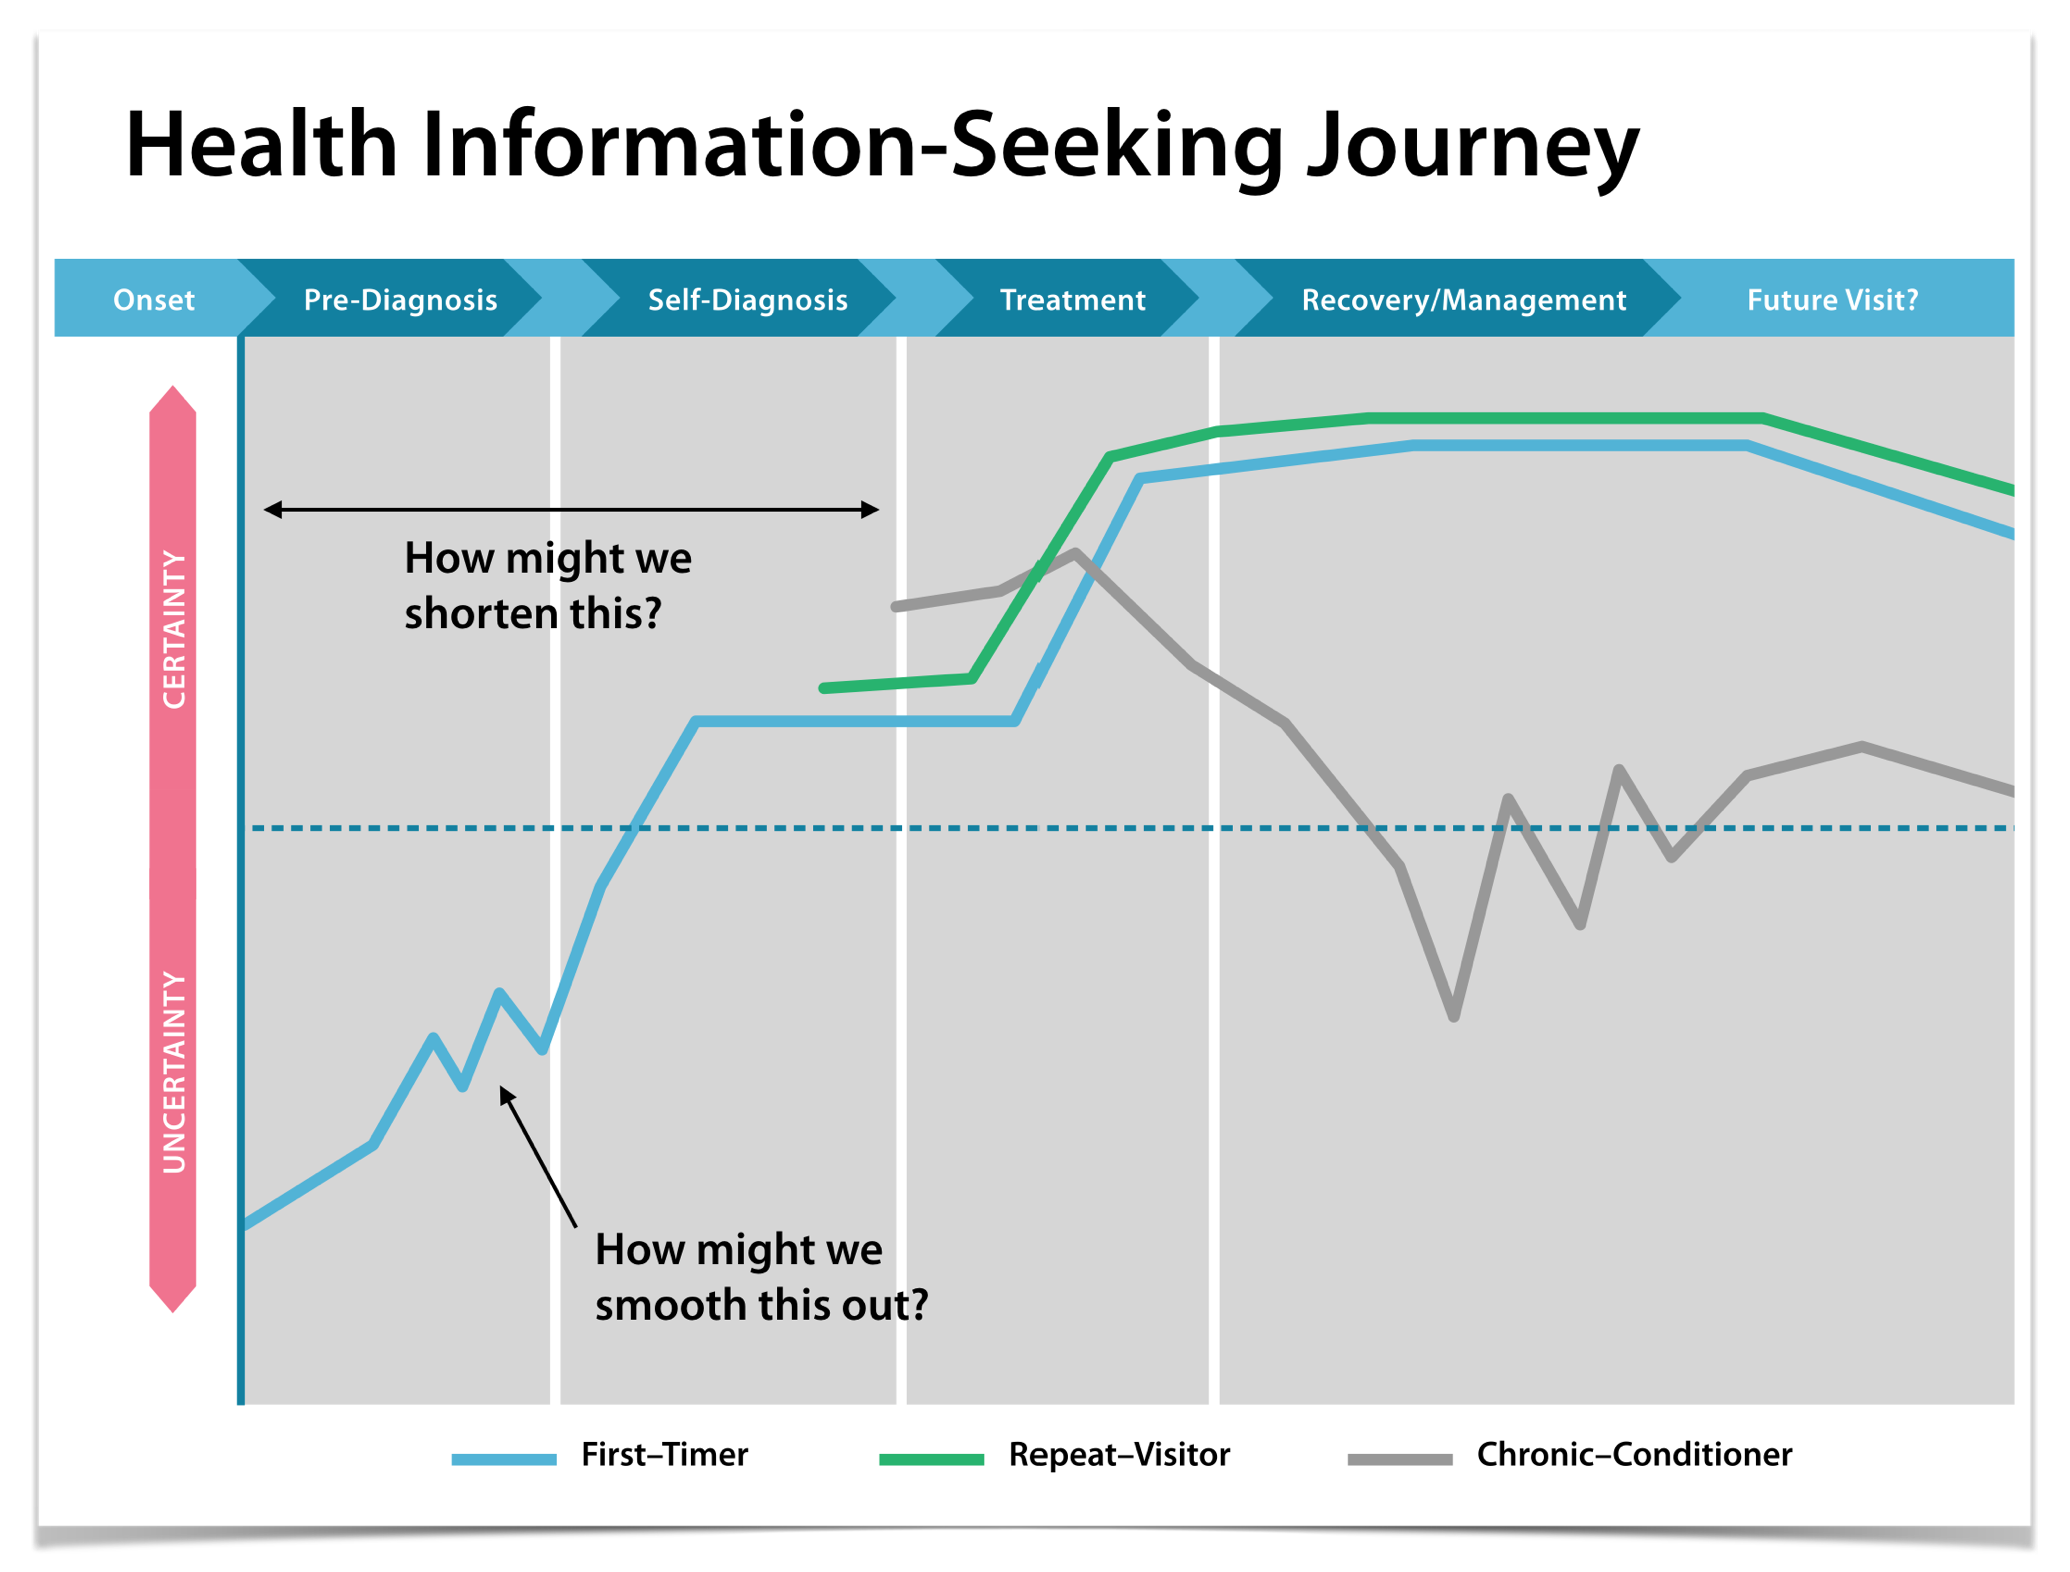 Health Information-Seeking Journey
Onset
Pre-Diagnosis
Self-Diagnosis
Treatment
Recovery/Management
Future Visit?
CERTAINTY
UNCERTAINTY
How might we
shorten this?
How might we
smooth this out?
First–Timer
Repeat–Visitor
Chronic–Conditioner